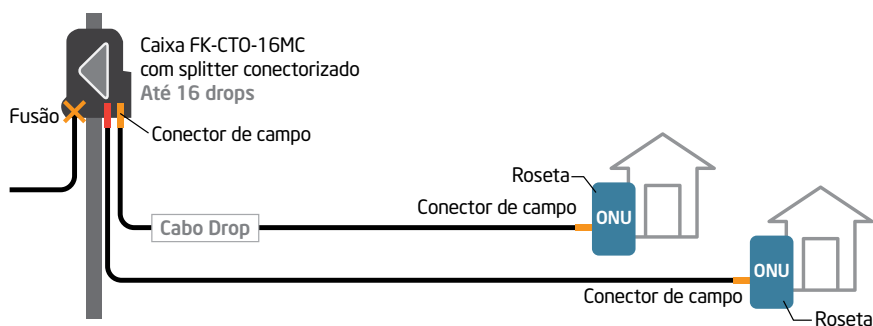 Caixa FK-CTO-16MC
com splitter conectorizado
Até 16 drops
Fusão
Conector de campo
Roseta
Conector de campo
ONU
Cabo Drop
ONU
Conector de campo
Roseta